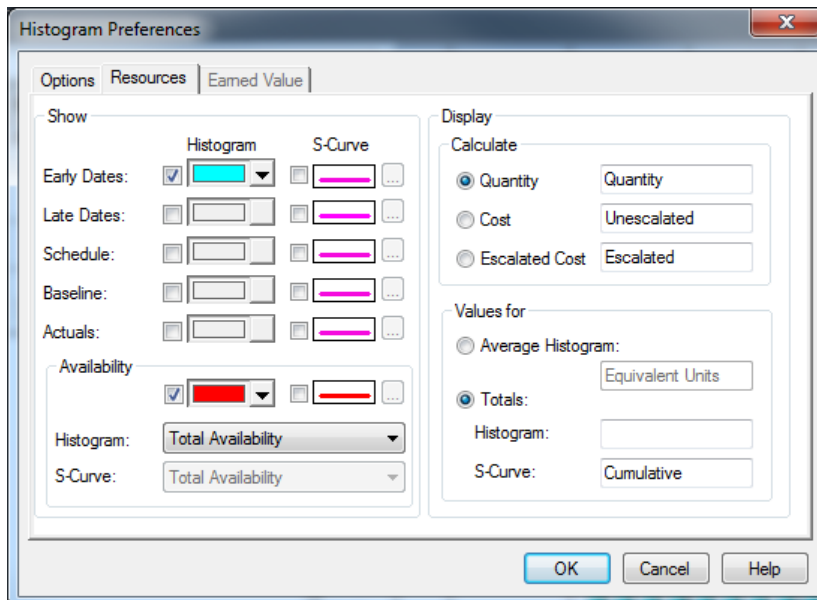 Histogram Preferences
X
Options Resources Earned Value
Show
Histogram S-Curve
Early Dates: ...
Late Dates: ...
Schedule: ...
Baseline: ...
Actuals: ...
Availability
...
Histogram: Total Availability
S-Curve: Total Availability
Display
Calculate
Quantity Quantity
Cost Unescalated
Escalated Cost Escalated
Values for
Average Histogram:
Equivalent Units
Totals:
Histogram:
S-Curve: Cumulative
OK Cancel Help